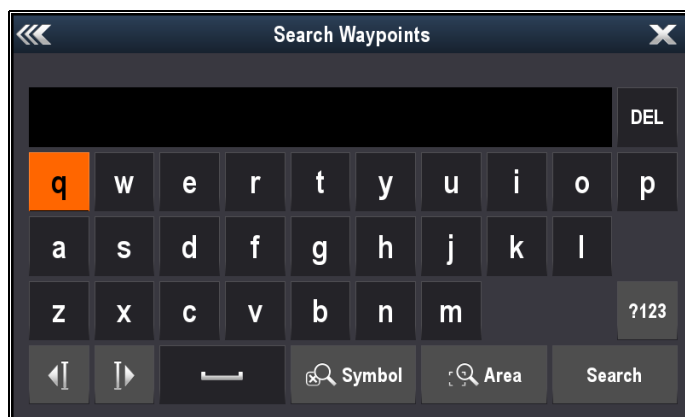 Search Waypoints
DEL
q w e r t y u i o p
a s d f g h j k l
z x c v b n m ?123
Symbol Area Search